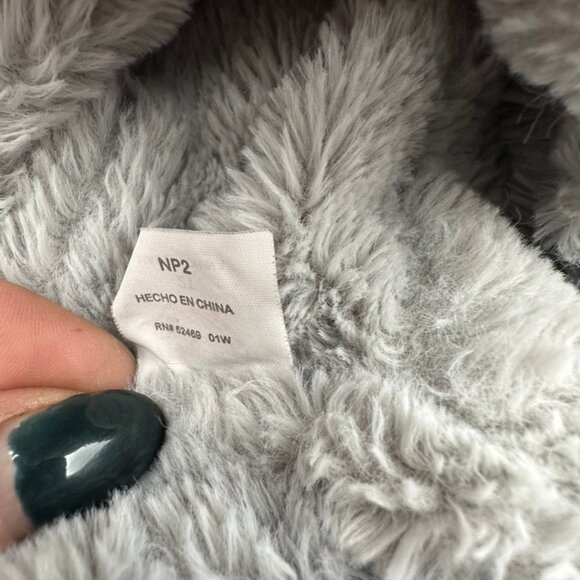 NP2
HECHO EN CHINA
RN# 52469 01W